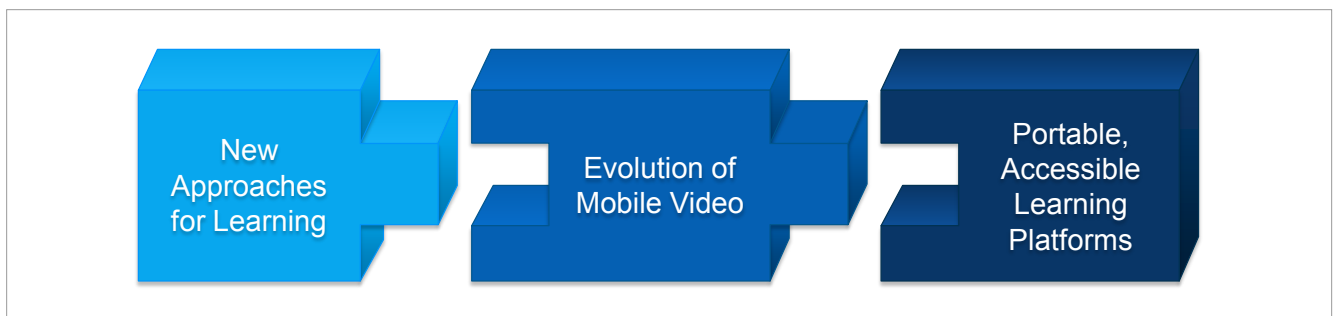 New
Approaches
for Learning
Evolution of
Mobile Video
Portable,
Accessible
Learning
Platforms